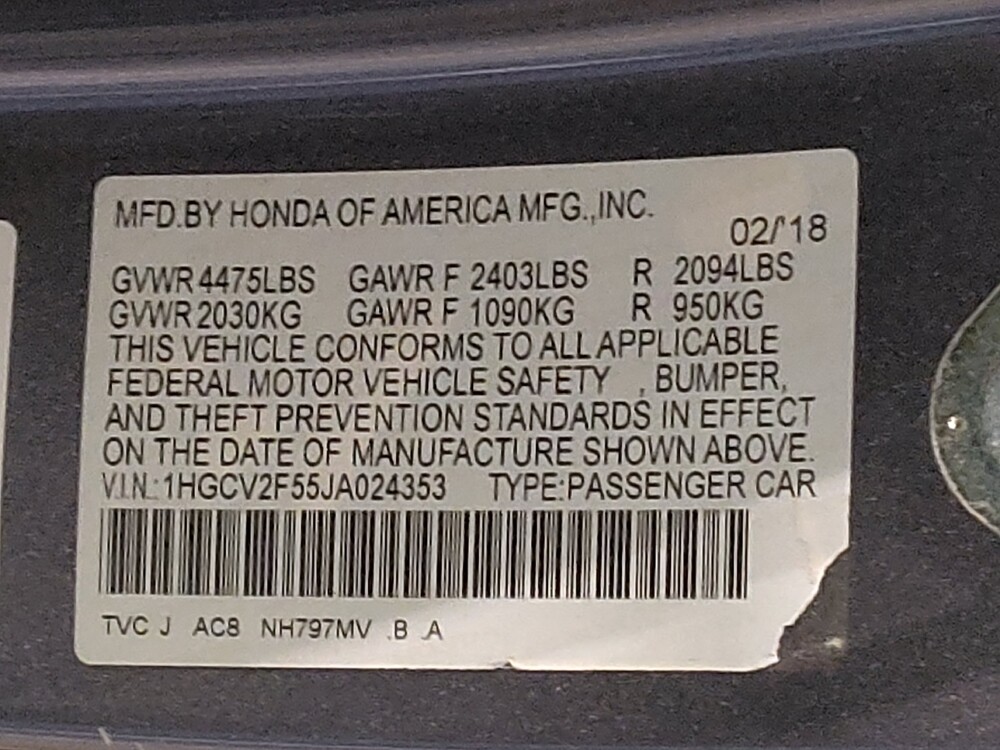 MFD.BY HONDA OF AMERICA MFG.,INC.
02/'18
GVWR 4475LBS GAWR F 2403LBS R 2094LBS
GVWR 2030KG GAWR F 1090KG R 950KG
THIS VEHICLE CONFORMS TO ALL APPLICABLE
FEDERAL MOTOR VEHICLE SAFETY , BUMPER,
AND THEFT PREVENTION STANDARDS IN EFFECT
ON THE DATE OF MANUFACTURE SHOWN ABOVE.
V.I.N.:1HGCV2F55JA024353 TYPE:PASSENGER CAR
TVC J AC8 NH797MV .B .A